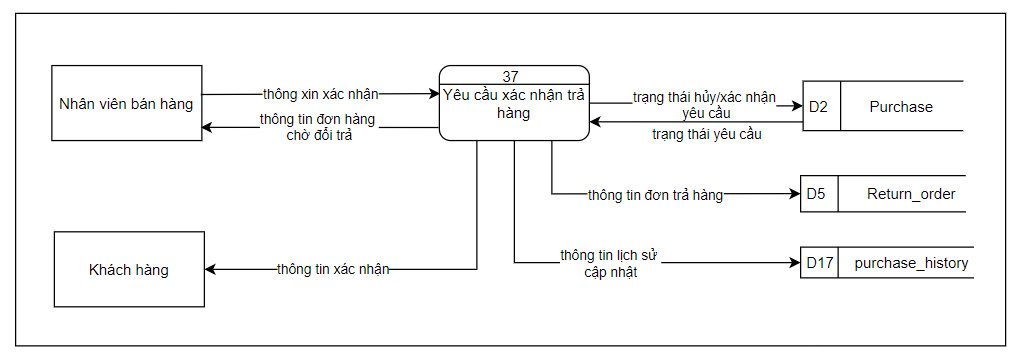 37
Yêu cầu xác nhận trả
hàng
Nhân viên bán hàng
thông xin xác nhận
thông tin đơn hàng
chờ đổi trả
trạng thái hủy/xác nhận
yêu cầu
trạng thái yêu cầu
D2
Purchase
thông tin đơn trả hàng
D5
Return_order
Khách hàng
thông tin xác nhận
thông tin lịch sử
cập nhật
D17
purchase_history